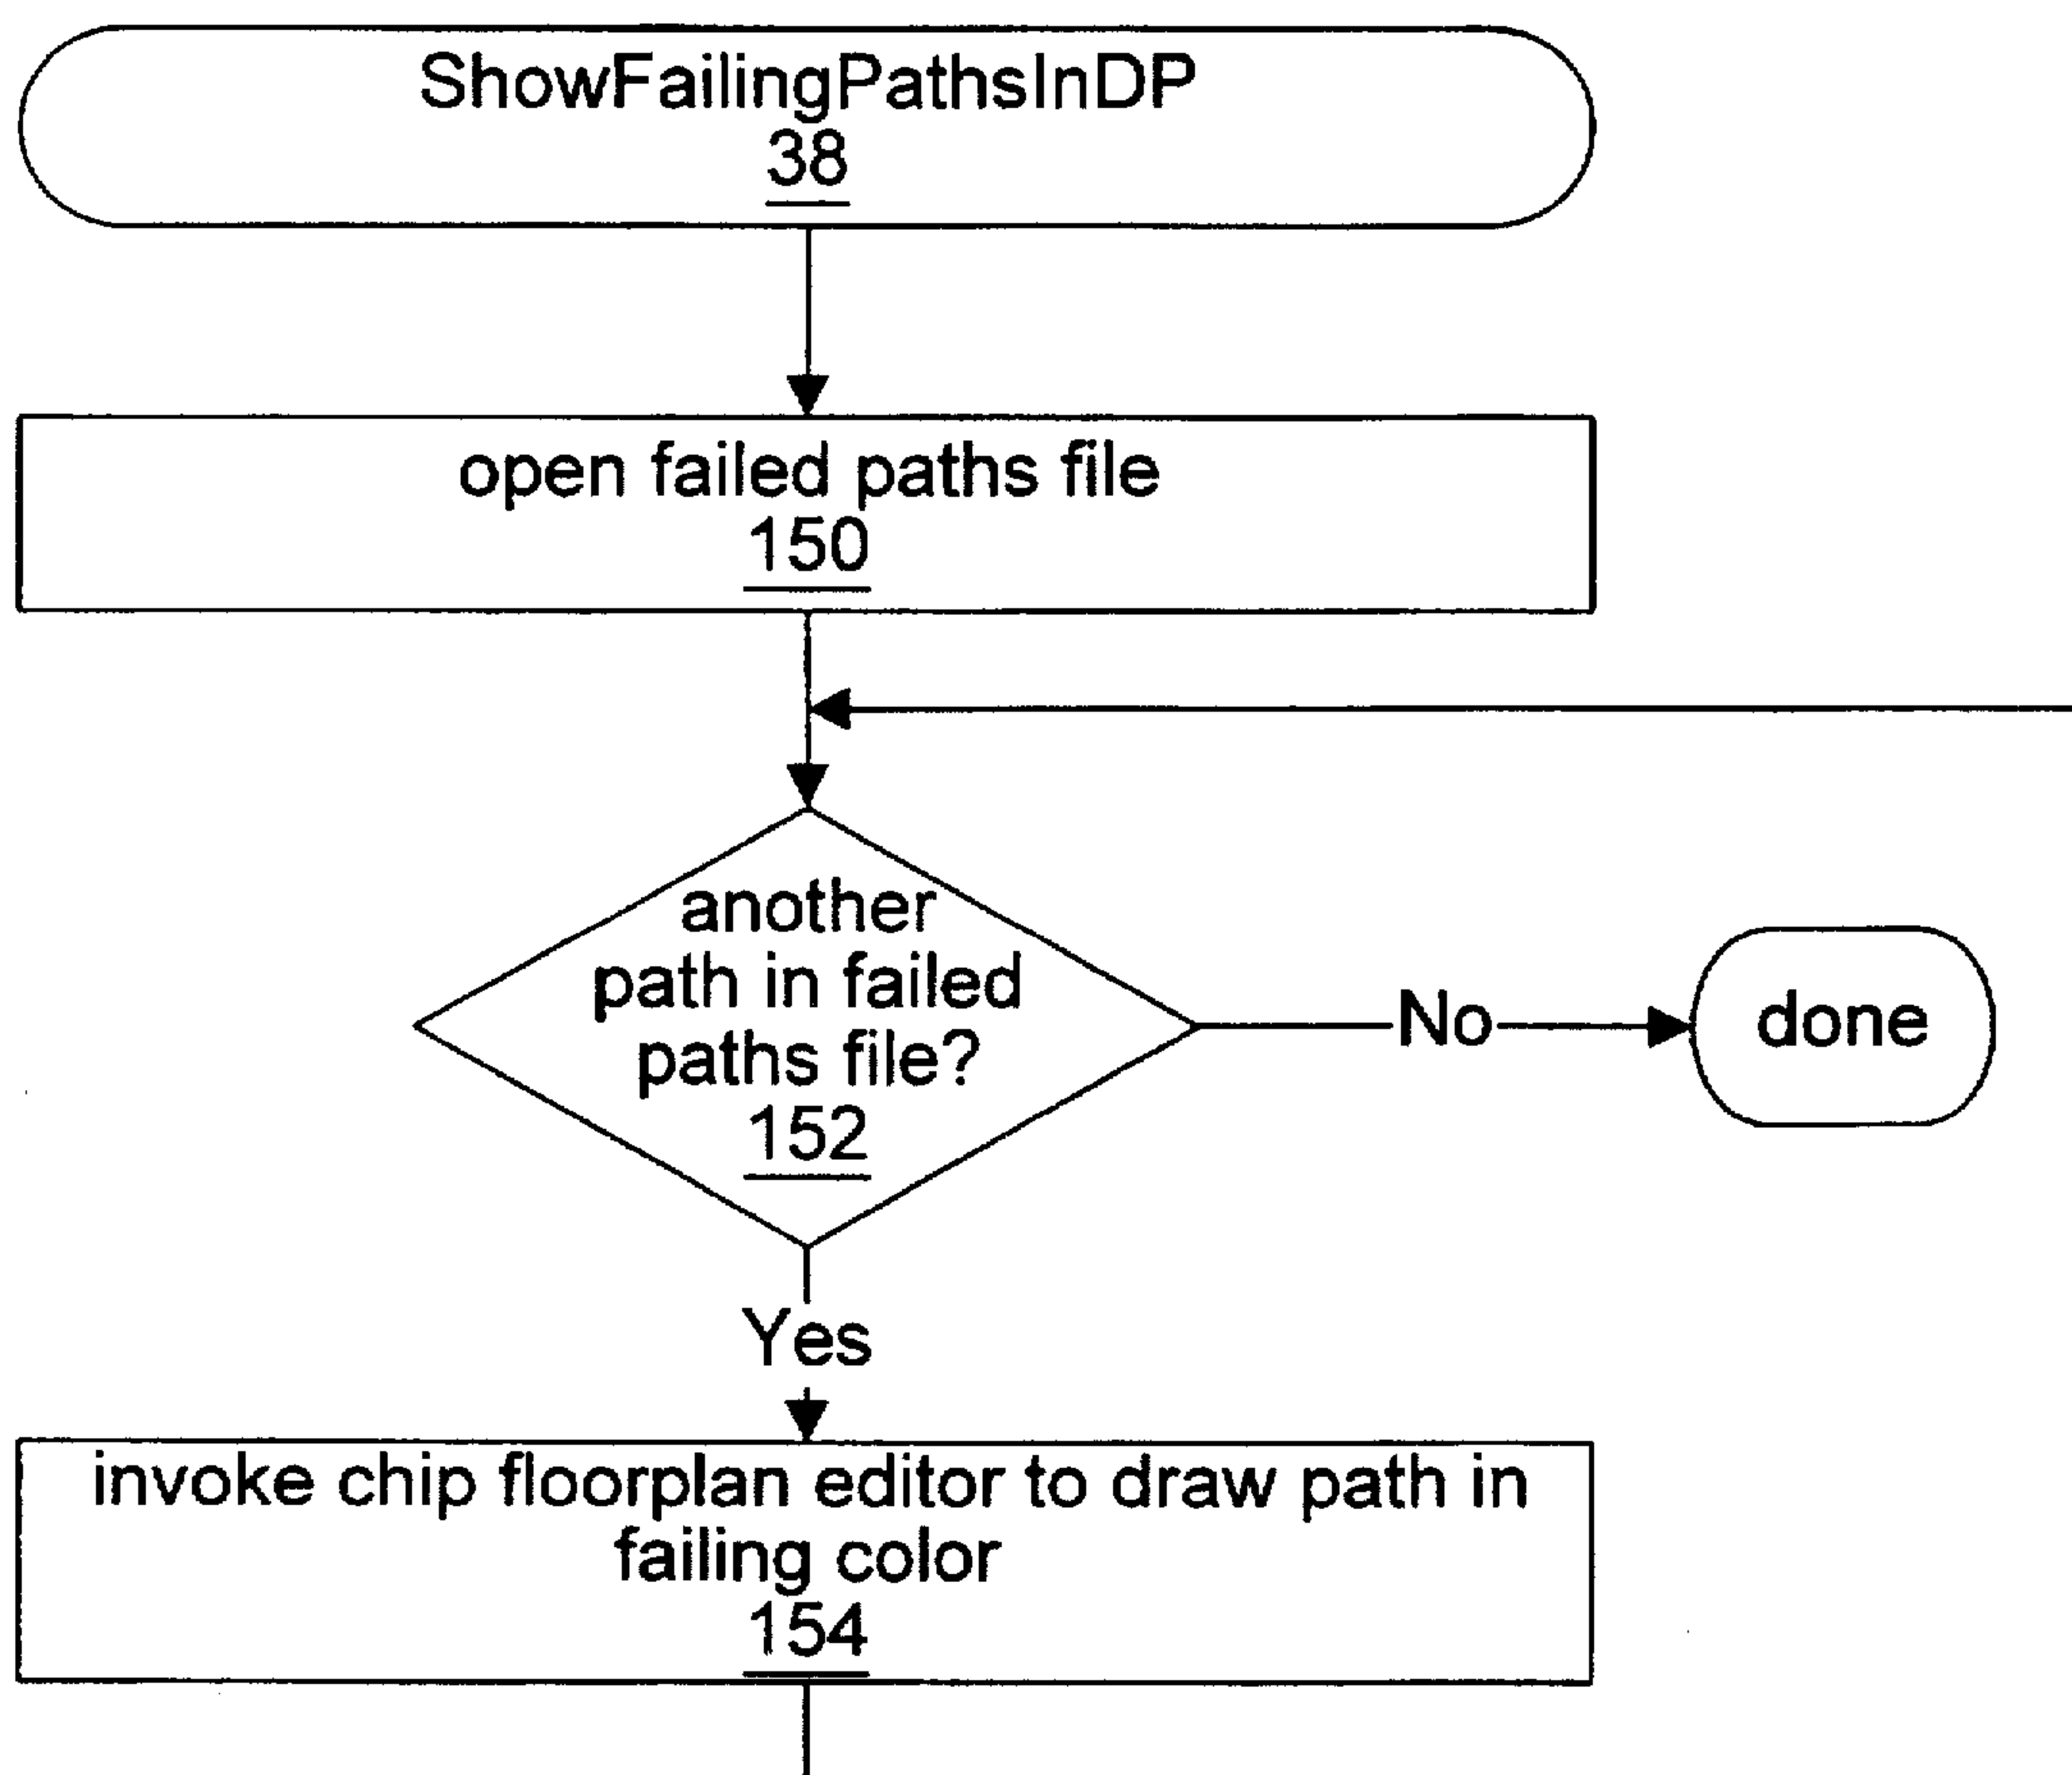 ShowFailingPathsInDP
38
open failed paths file
150
another
path in failed
paths file?
152
No
done
Yes
invoke chip floorplan editor to draw path in
failing color
154